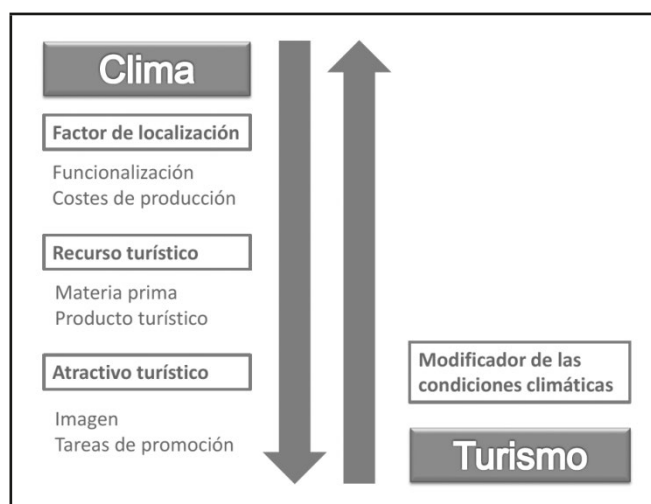 Clima
Factor de localización
Funcionalización
Costes de producción
Recurso turístico
Materia prima
Producto turístico
Atractivo turístico
Imagen
Tareas de promoción
Modificador de las
condiciones climáticas
Turismo